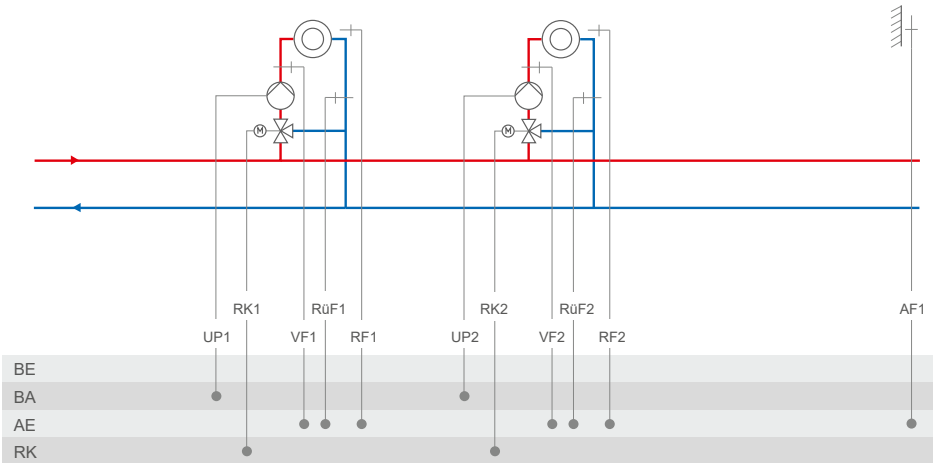 M M
RK1 RüF1 RK2 RüF2 AF1
UP1 VF1 RF1 UP2 VF2 RF2
BE
BA
AE
RK